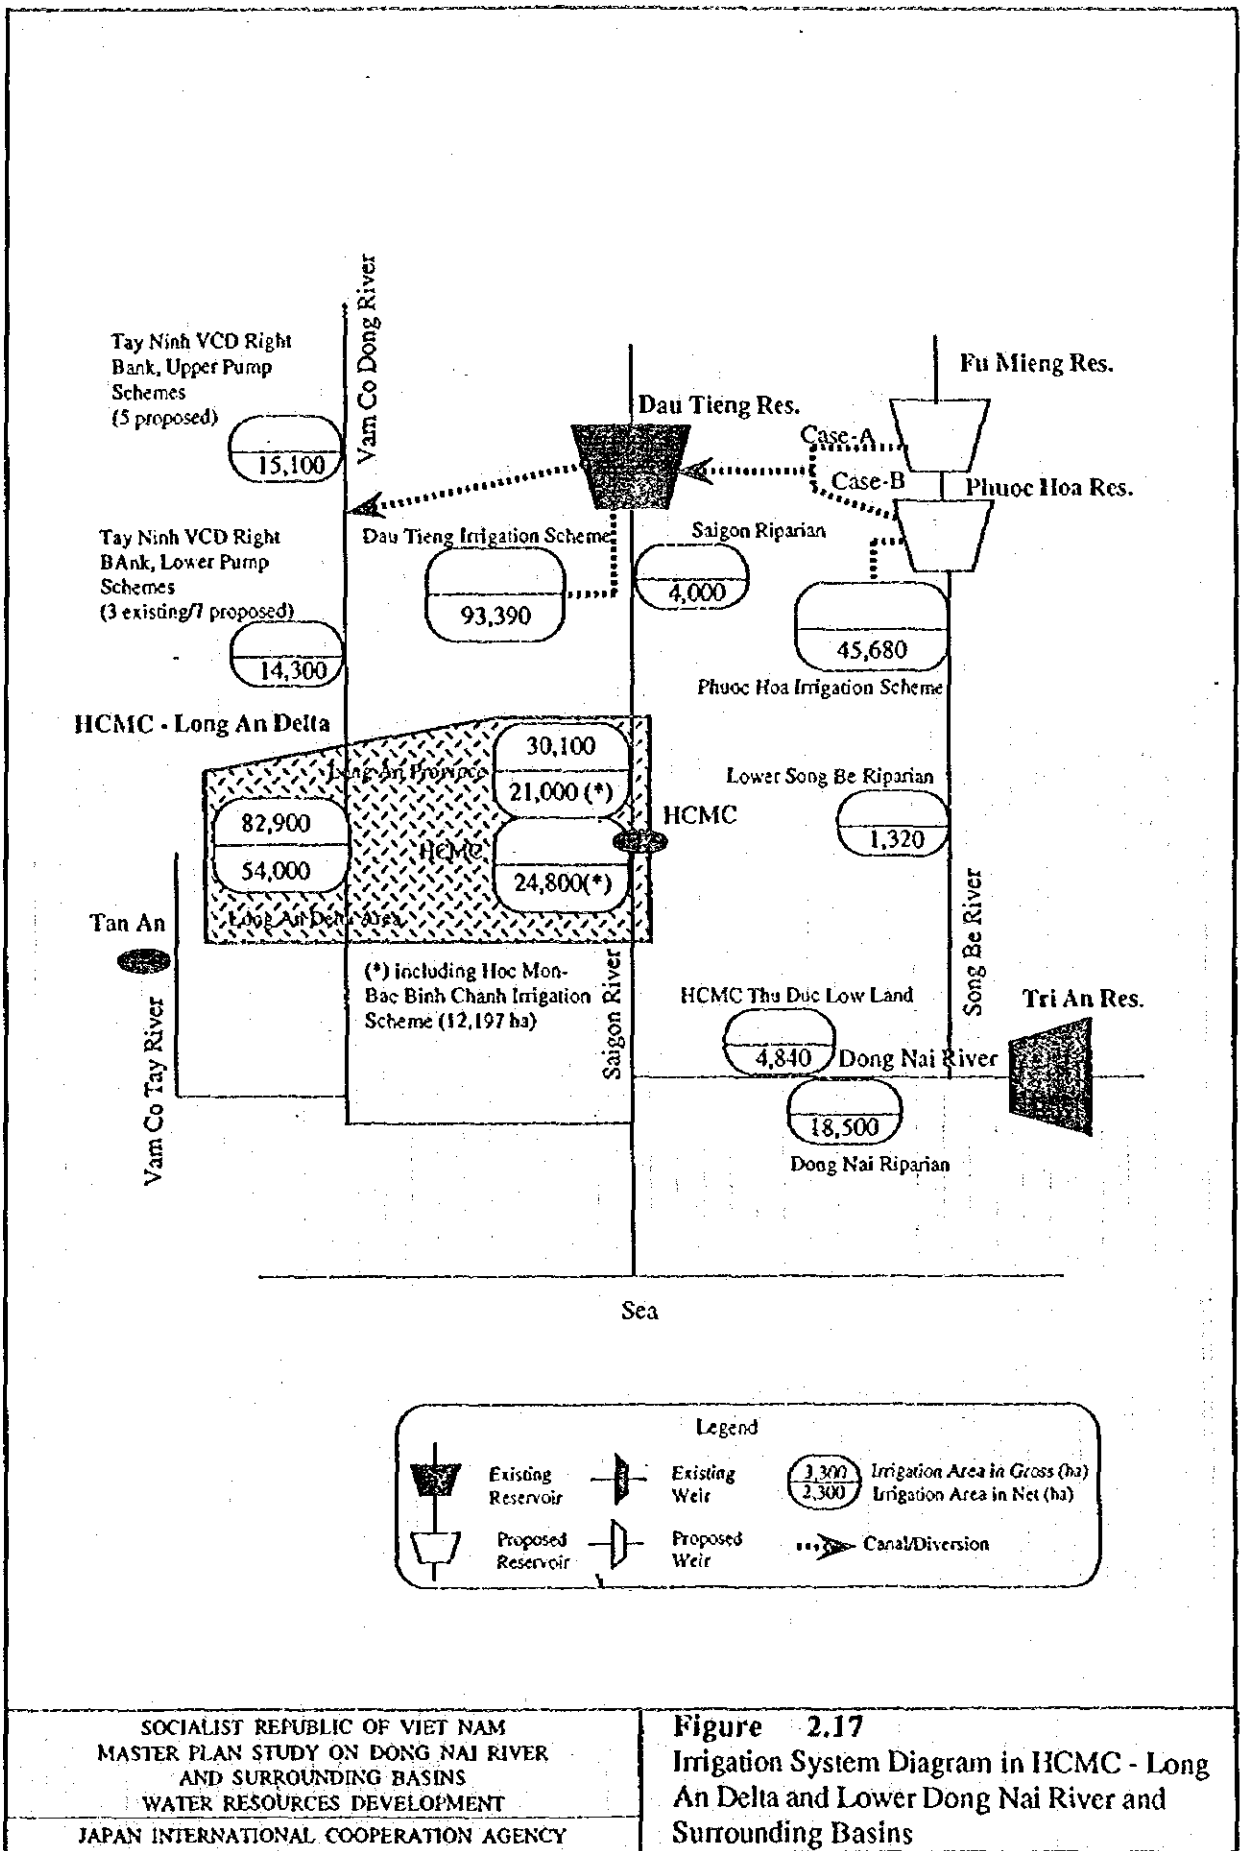 Vam Co Dong River
Tay Ninh VCD Right
Bank, Upper Pump
Schemes
(5 proposed)
15,100
Fu Mieng Res.
Dau Tieng Res.
Case-A
Case-B
Phuoc Hoa Res.
Tay Ninh VCD Right
BAnk, Lower Pump
Schemes
(3 existing/7 proposed)
14,300
Dau Tieng Irrigation Scheme
93,390
Saigon Riparian
4,000
45,680
Phuoc Hoa Irrigation Scheme
HCMC - Long An Delta
Long An Province
30,100
21,000 (*)
82,900
54,000
HCMC
24,800(*)
HCMC
Long An Delta Area
Lower Song Be Riparian
1,320
Tan An
Vam Co Tay River
(*) including Hoc Mon-
Bac Binh Chanh Irrigation
Scheme (12,197 ha)
Saigon River
Song Be River
HCMC Thu Duc Low Land
4,840
Dong Nai River
Tri An Res.
18,500
Dong Nai Riparian
Sea
Legend
Existing
Reservoir
Existing
Weir
3,300
2,300
Irrigation Area in Gross (ha)
Irrigation Area in Net (ha)
Proposed
Reservoir
Proposed
Weir
Canal/Diversion
SOCIALIST REPUBLIC OF VIET NAM
MASTER PLAN STUDY ON DONG NAI RIVER
AND SURROUNDING BASINS
WATER RESOURCES DEVELOPMENT
JAPAN INTERNATIONAL COOPERATION AGENCY
Figure 2.17
Irrigation System Diagram in HCMC - Long
An Delta and Lower Dong Nai River and
Surrounding Basins